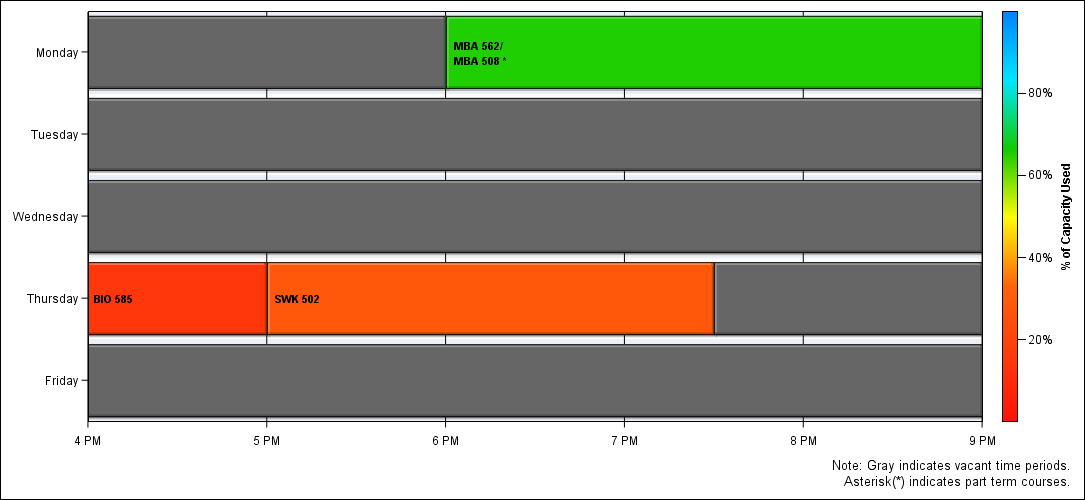 Monday
MBA 562/
MBA 508 *
Tuesday
Wednesday
Thursday
BIO 585
SWK 502
Friday
4 PM
5 PM
6 PM
7 PM
8 PM
9 PM
80%
60%
40%
20%
% of Capacity Used
Note: Gray indicates vacant time periods.
Asterisk(*) indicates part term courses.